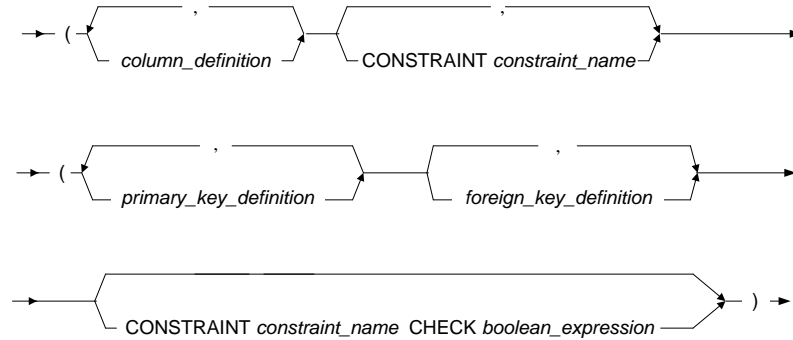 , ,
( column_definition CONSTRAINT constraint_name
, ,
( primary_key_definition foreign_key_definition
CONSTRAINT constraint_name CHECK boolean_expression )